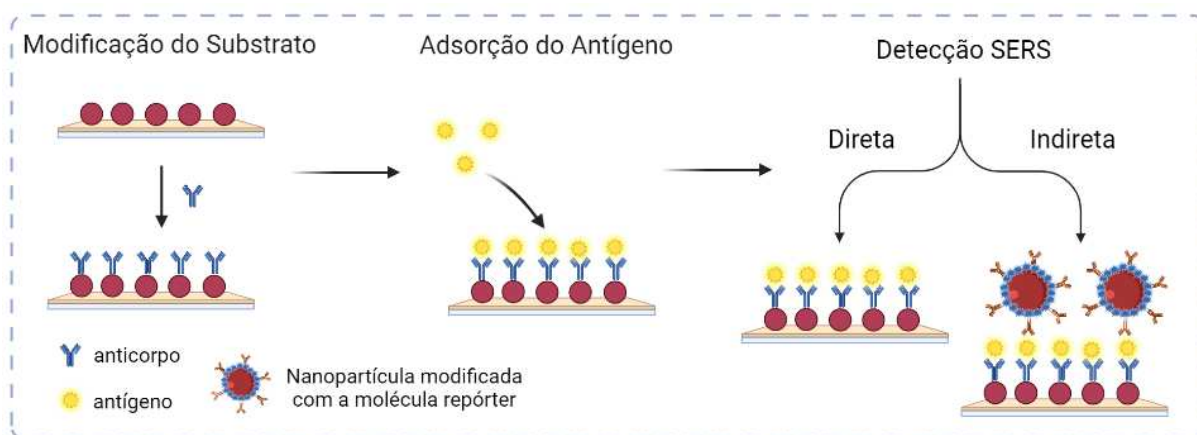 Modificação do Substrato
Adsorção do Antígeno
Detecção SERS
Direta
Indireta
anticorpo
antígeno
Nanopartícula modificada
com a molécula repórter